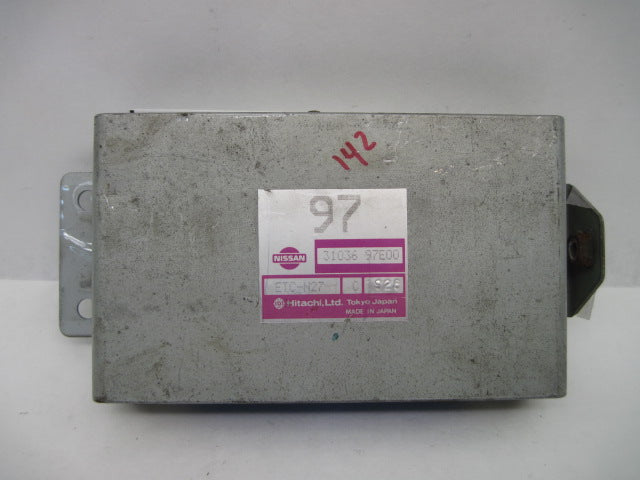 142
97
NISSAN
31036 97E00
ETC-N27
Hitachi, Ltd. Tokyo Japan
MADE IN JAPAN